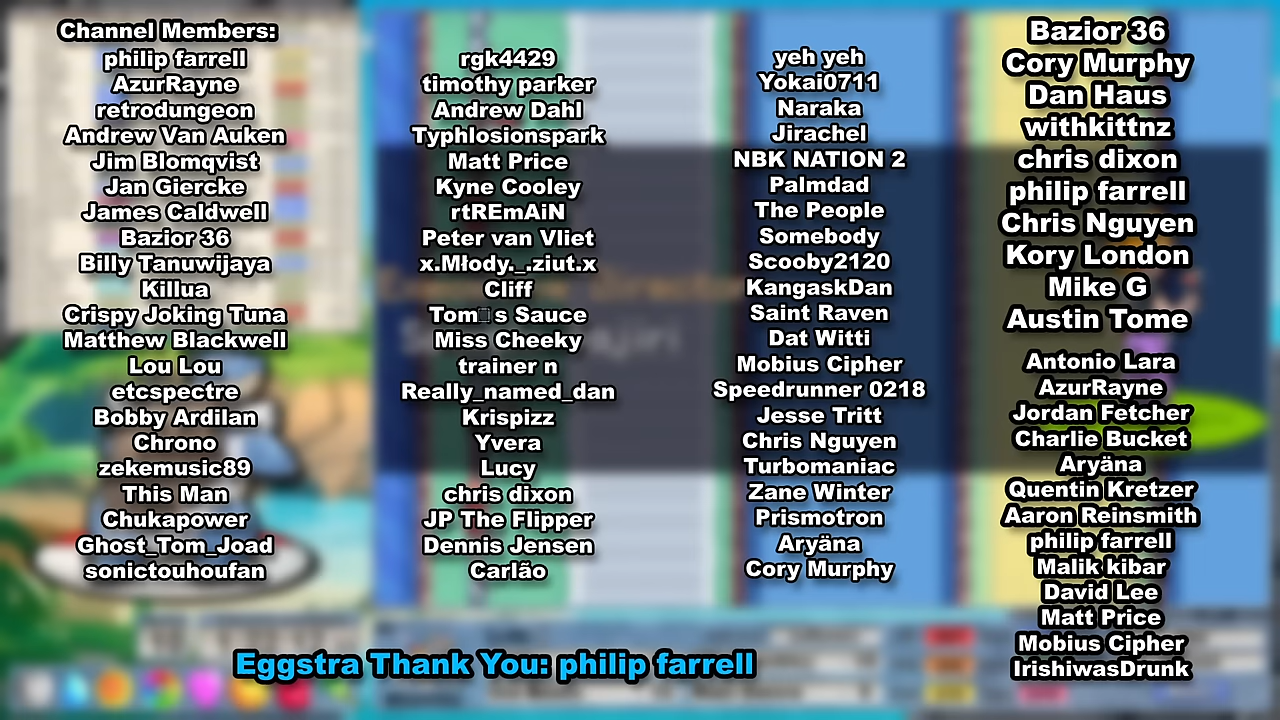 Channel Members:
philip farrell
AzurRayne
retrodungeon
Andrew Van Auken
Jim Blomqvist
Jan Giercke
James Caldwell
Bazior 36
Billy Tanuwijaya
Killua
Crispy Joking Tuna
Matthew Blackwell
Lou Lou
etcspectre
Bobby Ardilan
Chrono
zekemusic89
This Man
Chukapower
Ghost_Tom_Joad
sonictouhoufan
rgk4429
timothy parker
Andrew Dahl
Typhlosionspark
Matt Price
Kyne Cooley
rtREmAiN
Peter van Vliet
x.Młody._.ziut.x
Cliff
Tom□s Sauce
Miss Cheeky
trainer n
Really_named_dan
Krispizz
Yvera
Lucy
chris dixon
JP The Flipper
Dennis Jensen
Carlão
yeh yeh
Yokai0711
Naraka
Jirachel
NBK NATION 2
Palmdad
The People
Somebody
Scooby2120
KangaskDan
Saint Raven
Dat Witti
Mobius Cipher
Speedrunner 0218
Jesse Tritt
Chris Nguyen
Turbomaniac
Zane Winter
Prismotron
Aryäna
Cory Murphy
Bazior 36
Cory Murphy
Dan Haus
withkittnz
chris dixon
philip farrell
Chris Nguyen
Kory London
Mike G
Austin Tome
Antonio Lara
AzurRayne
Jordan Fetcher
Charlie Bucket
Aryäna
Quentin Kretzer
Aaron Reinsmith
philip farrell
Malik kibar
David Lee
Matt Price
Mobius Cipher
IrishiwasDrunk
Eggstra Thank You: philip farrell